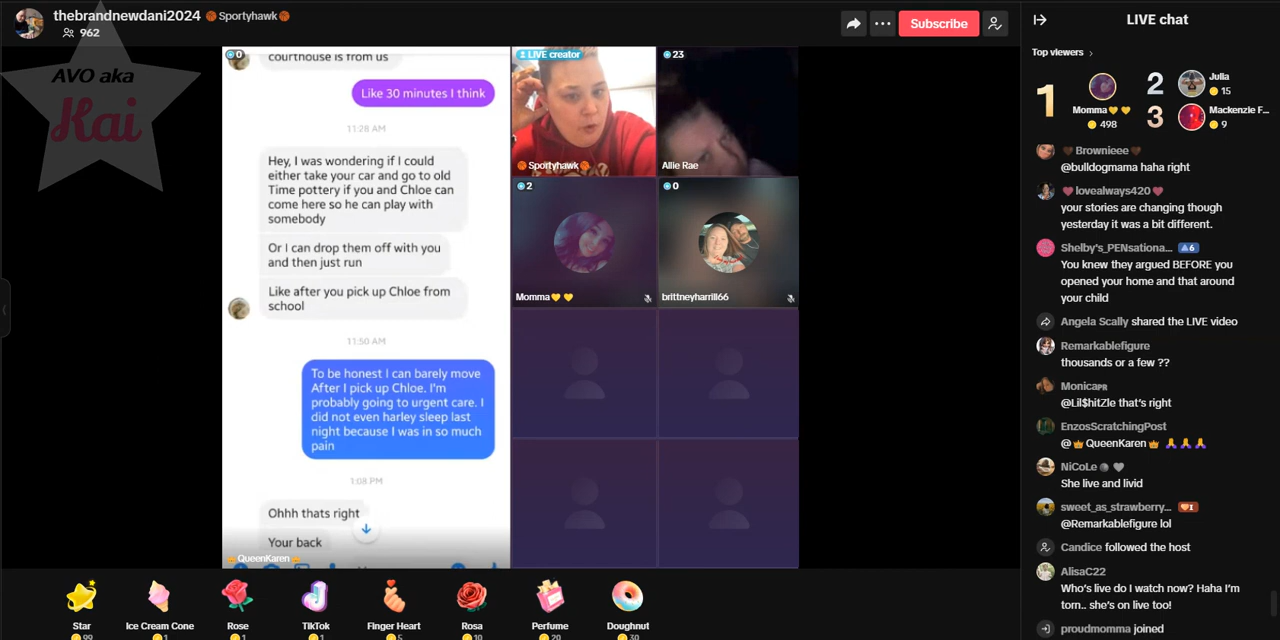 thebrandnewdani2024 🏀 Sportyhawk🏀
962
Subscribe
AVO aka
Kai
0
courthouse is from us
Like 30 minutes I think
11:28 AM
Hey, I was wondering if I could
either take your car and go to old
Time pottery if you and Chloe can
come here so he can play with
somebody
Or I can drop them off with you
and then just run
Like after you pick up Chloe from
school
11:50 AM
To be honest I can barely move
After I pick up Chloe. I'm
probably going to urgent care. I
did not even harley sleep last
night because I was in so much
pain
1:08 PM
Ohhh thats right
Your back
👑QueenKaren👑
LIVE creator
🏀Sportyhawk🏀
23
Allie Rae
2
Momma💛💛
0
brittneyharrill66
Star
99
Ice Cream Cone
1
Rose
1
TikTok
1
Finger Heart
5
Rosa
10
Perfume
20
Doughnut
30
LIVE chat
Top viewers ›
1
Momma💛💛
498
2
Julia
15
3
Mackenzie F...
9
🤎Brownieee🤎
@bulldogmama haha right
💗lovealways420💗
your stories are changing though
yesterday it was a bit different.
Shelby's_PENsationa... 6
You knew they argued BEFORE you
opened your home and that around
your child
Angela Scally shared the LIVE video
Remarkablefigure
thousands or a few ??
MonicaPR
@Lil$hitZle that's right
EnzosScratchingPost
@👑QueenKaren👑 🙏🙏🙏
NiCoLe 🌚🩶
She live and livid
sweet_as_strawberry... 1
@Remarkablefigure lol
Candice followed the host
AlisaC22
Who's live do I watch now? Haha I'm
torn.. she's on live too!
proudmomma joined